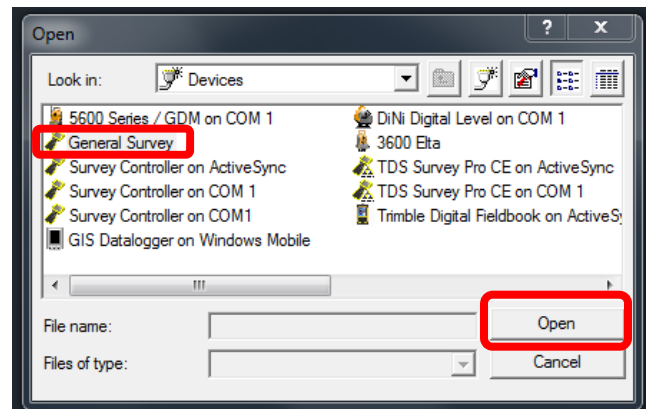 Open
? x
Look in: Devices
5600 Series / GDM on COM 1
General Survey
Survey Controller on ActiveSync
Survey Controller on COM 1
Survey Controller on COM1
GIS Datalogger on Windows Mobile
DiNi Digital Level on COM 1
3600 Elta
TDS Survey Pro CE on ActiveSync
TDS Survey Pro CE on COM 1
Trimble Digital Fieldbook on ActiveSy
File name:
Open
Files of type:
Cancel